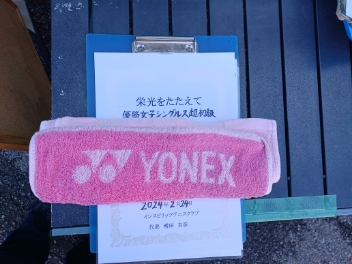 栄光をたたえて
優勝女子シングルス超初級
YONEX
2024年2月24日
インスピリッツテニスクラブ